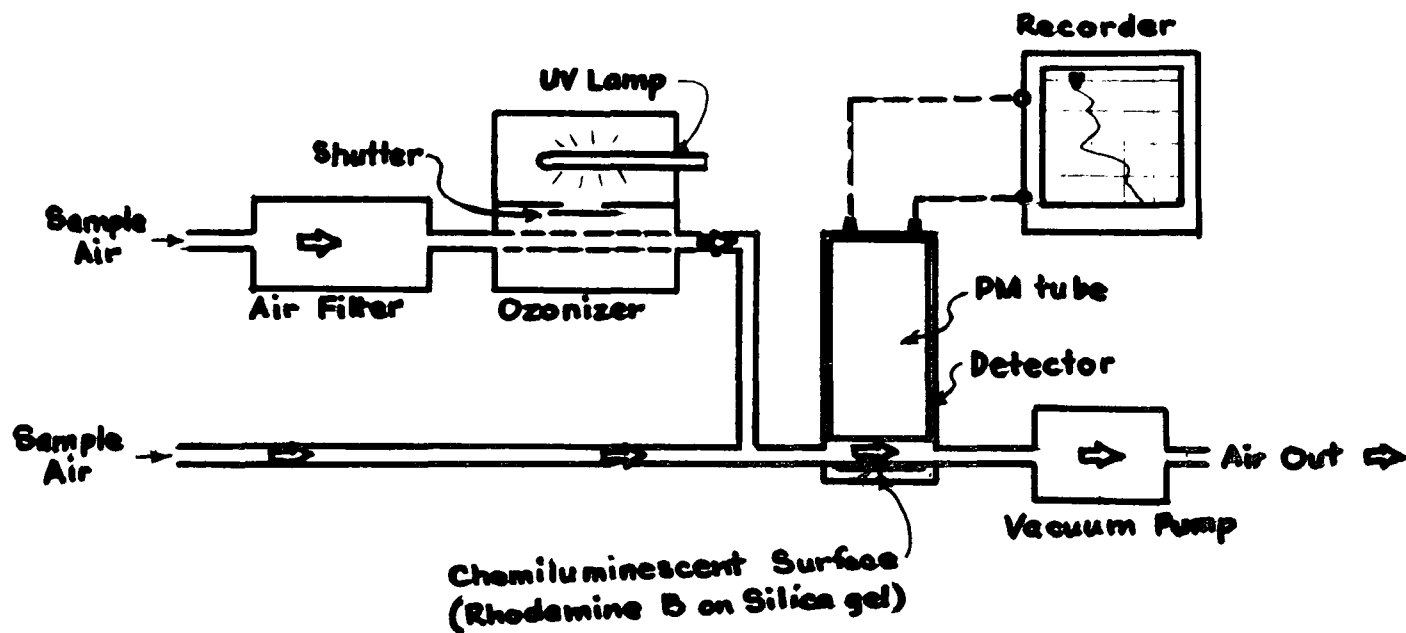 Recorder
UV Lamp
Shutter
Sample
Air
Air Filter
Ozonizer
PM tube
Detector
Sample
Air
Air Out
Vacuum Pump
Chemiluminescent Surface
(Rhodamine B on Silica gel)